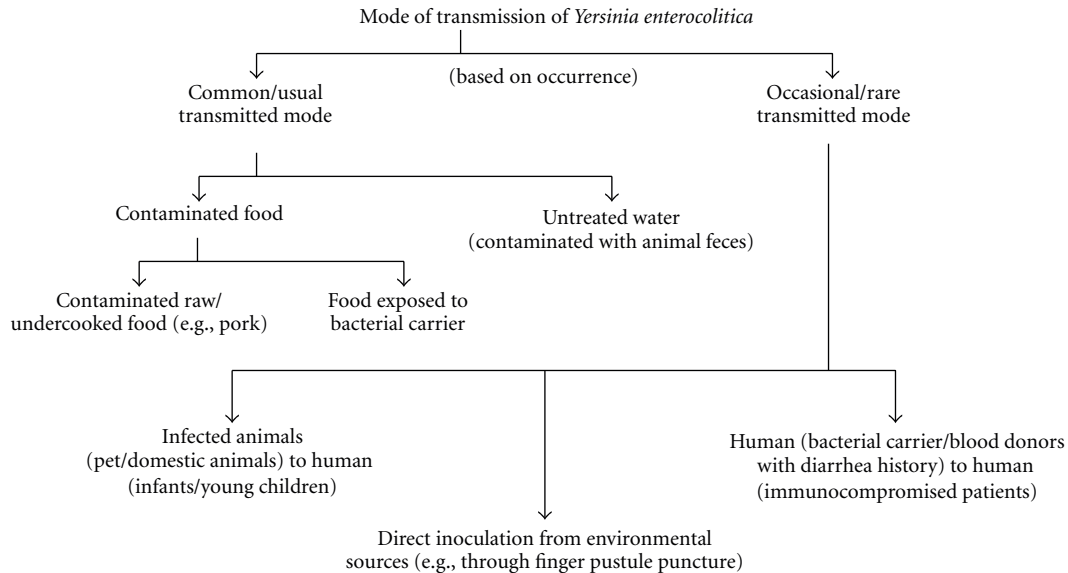 Mode of transmission of Yersinia enterocolitica
(based on occurrence)
Common/usual
transmitted mode
Occasional/rare
transmitted mode
Contaminated food
Untreated water
(contaminated with animal feces)
Contaminated raw/
undercooked food (e.g., pork)
Food exposed to
bacterial carrier
Infected animals
(pet/domestic animals) to human
(infants/young children)
Human (bacterial carrier/blood donors
with diarrhea history) to human
(immunocompromised patients)
Direct inoculation from environmental
sources (e.g., through finger pustule puncture)